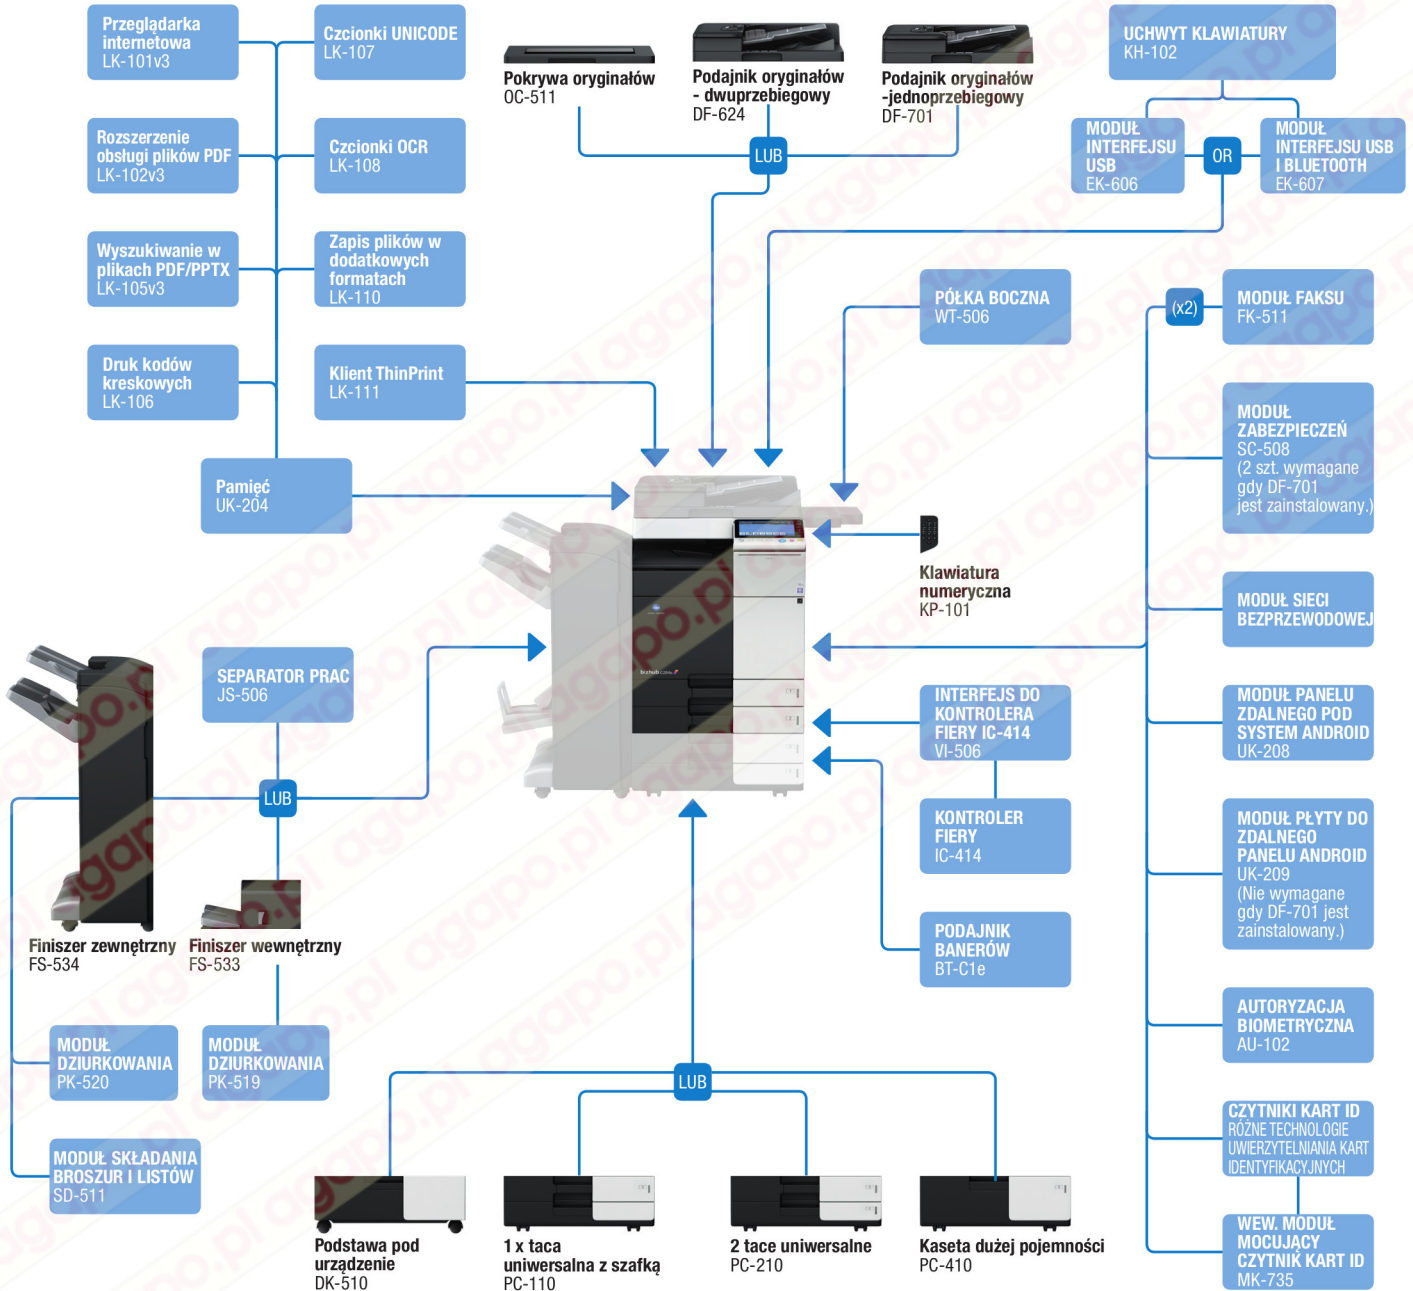 Przeglądarka
internetowa
LK-101v3
Czcionki UNICODE
LK-107
Rozszerzenie
obsługi plików PDF
LK-102v3
Czcionki OCR
LK-108
Wyszukiwanie w
plikach PDF/PPTX
LK-105v3
Zapis plików w
dodatkowych
formatach
LK-110
Druk kodów
kreskowych
LK-106
Klient ThinPrint
LK-111
Pamięć
UK-204
Pokrywa oryginałów
OC-511
Podajnik oryginałów
- dwuprzebiegowy
DF-624
Podajnik oryginałów
-jednoprzebiegowy
DF-701
LUB
UCHWYT KLAWIATURY
KH-102
MODUŁ
INTERFEJSU
USB
EK-606
OR
MODUŁ
INTERFEJSU USB
I BLUETOOTH
EK-607
PÓŁKA BOCZNA
WT-506
(x2)
MODUŁ FAKSU
FK-511
MODUŁ
ZABEZPIECZEŃ
SC-508
(2 szt. wymagane
gdy DF-701
jest zainstalowany.)
Klawiatura
numeryczna
KP-101
MODUŁ SIECI
BEZPRZEWODOWEJ
SEPARATOR PRAC
JS-506
bizhub
INTERFEJS DO
KONTROLERA
FIERY IC-414
VI-506
MODUŁ PANELU
ZDALNEGO POD
SYSTEM ANDROID
UK-208
LUB
KONTROLER
FIERY
IC-414
MODUŁ PŁYTY DO
ZDALNEGO
PANELU ANDROID
UK-209
(Nie wymagane
gdy DF-701 jest
zainstalowany.)
Finiszer zewnętrzny
FS-534
Finiszer wewnętrzny
FS-533
PODAJNIK
BANERÓW
BT-C1e
AUTORYZACJA
BIOMETRYCZNA
AU-102
MODUŁ
DZIURKOWANIA
PK-520
MODUŁ
DZIURKOWANIA
PK-519
LUB
CZYTNIKI KART ID
RÓŻNE TECHNOLOGIE
UWIERZYTELNIANIA KART
IDENTYFIKACYJNYCH
MODUŁ SKŁADANIA
BROSZUR I LISTÓW
SD-511
WEW. MODUŁ
MOCUJĄCY
CZYTNIK KART ID
MK-735
Podstawa pod
urządzenie
DK-510
1 x taca
uniwersalna z szafką
PC-110
2 tace uniwersalne
PC-210
Kaseta dużej pojemności
PC-410
agapo.pl